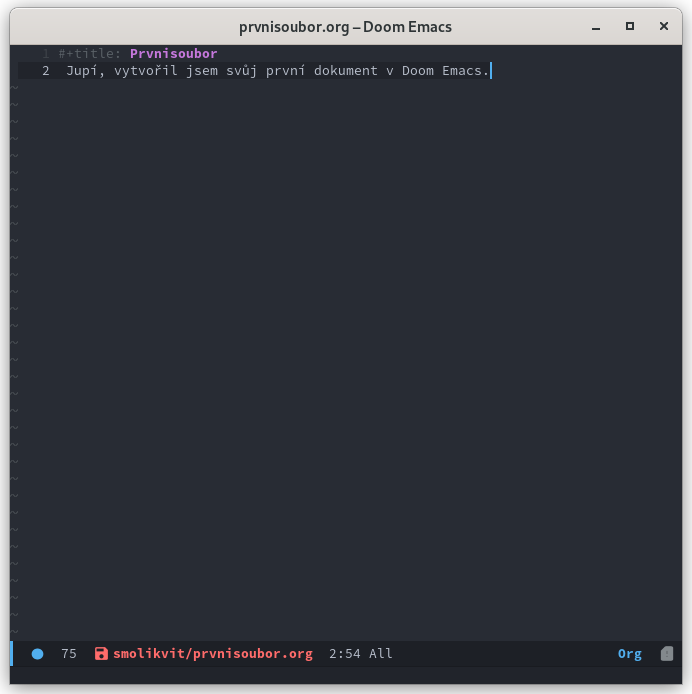 prvnisoubor.org – Doom Emacs
1 #+title: Prvnisoubor
2 Jupí, vytvořil jsem svůj první dokument v Doom Emacs.
75 smolikvit/prvnisoubor.org 2:54 All Org